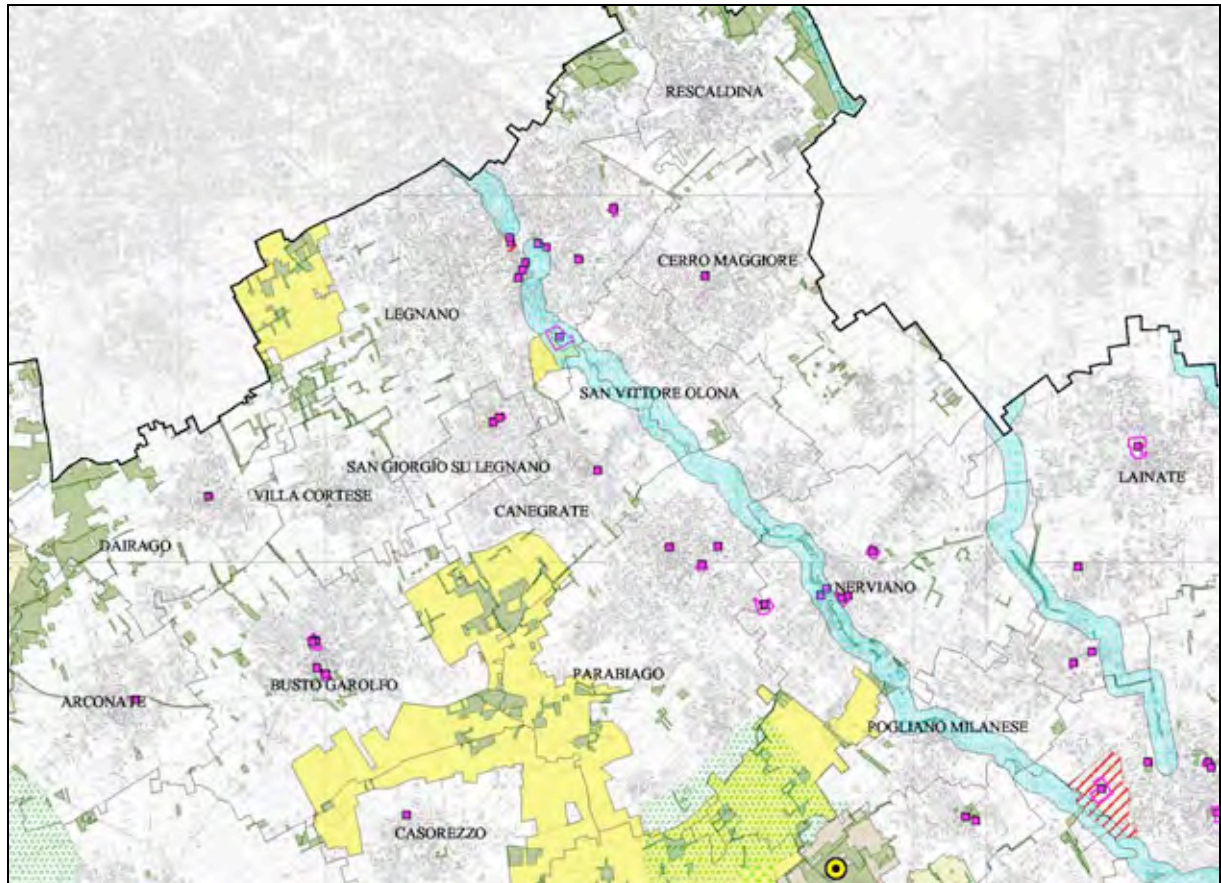 RESCALDINA
CERRO MAGGIORE
LEGNANO
SAN VITTORE OLONA
SAN GIORGIO SU LEGNANO
LAINATE
VILLA CORTESE
CANEGRATE
DAIRAGO
NERVIANO
PARABIAGO
BUSTO GAROLFO
ARCONATE
POGLIANO MILANESE
CASOREZZO